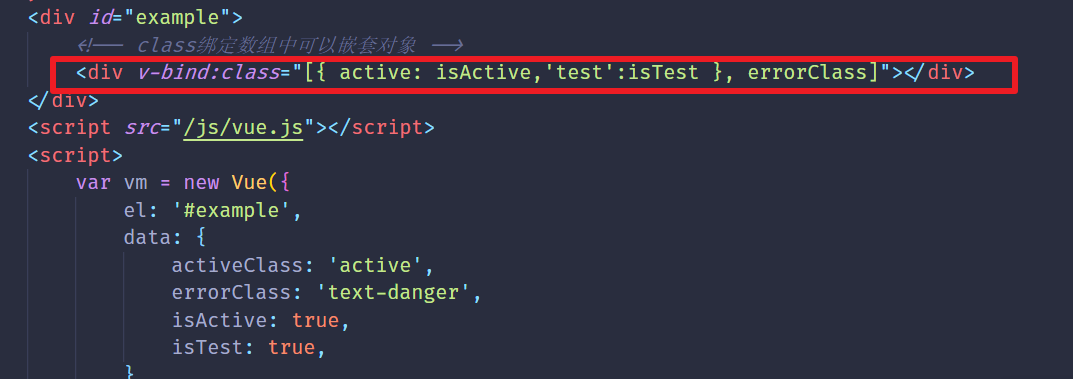 <div id="example">
<!-- class绑定数组中可以嵌套对象 -->
<div v-bind:class="[{ active: isActive,'test':isTest }, errorClass]"></div>
</div>
<script src="/js/vue.js"></script>
<script>
var vm = new Vue({
el: '#example',
data: {
activeClass: 'active',
errorClass: 'text-danger',
isActive: true,
isTest: true,
}